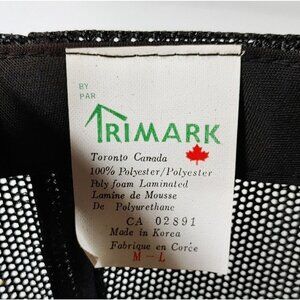 BY
PAR
TRIMARK
Toronto Canada
100% Polyester/Polyester
Poly foam Laminated
Lamine de Mousse
De Polyurethane
CA 02891
Made in Korea
Fabrique en Corée
M-L